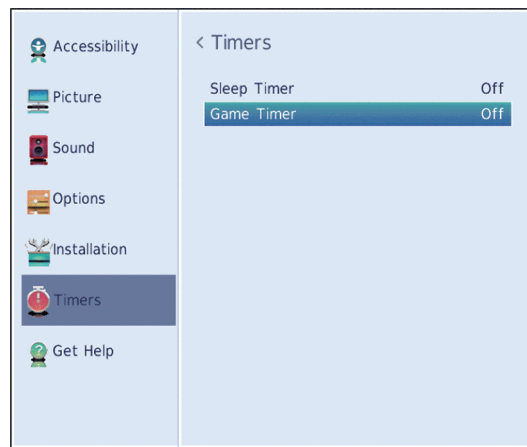 Accessibility
Picture
Sound
Options
Installation
Timers
Get Help
< Timers
Sleep Timer Off
Game Timer Off